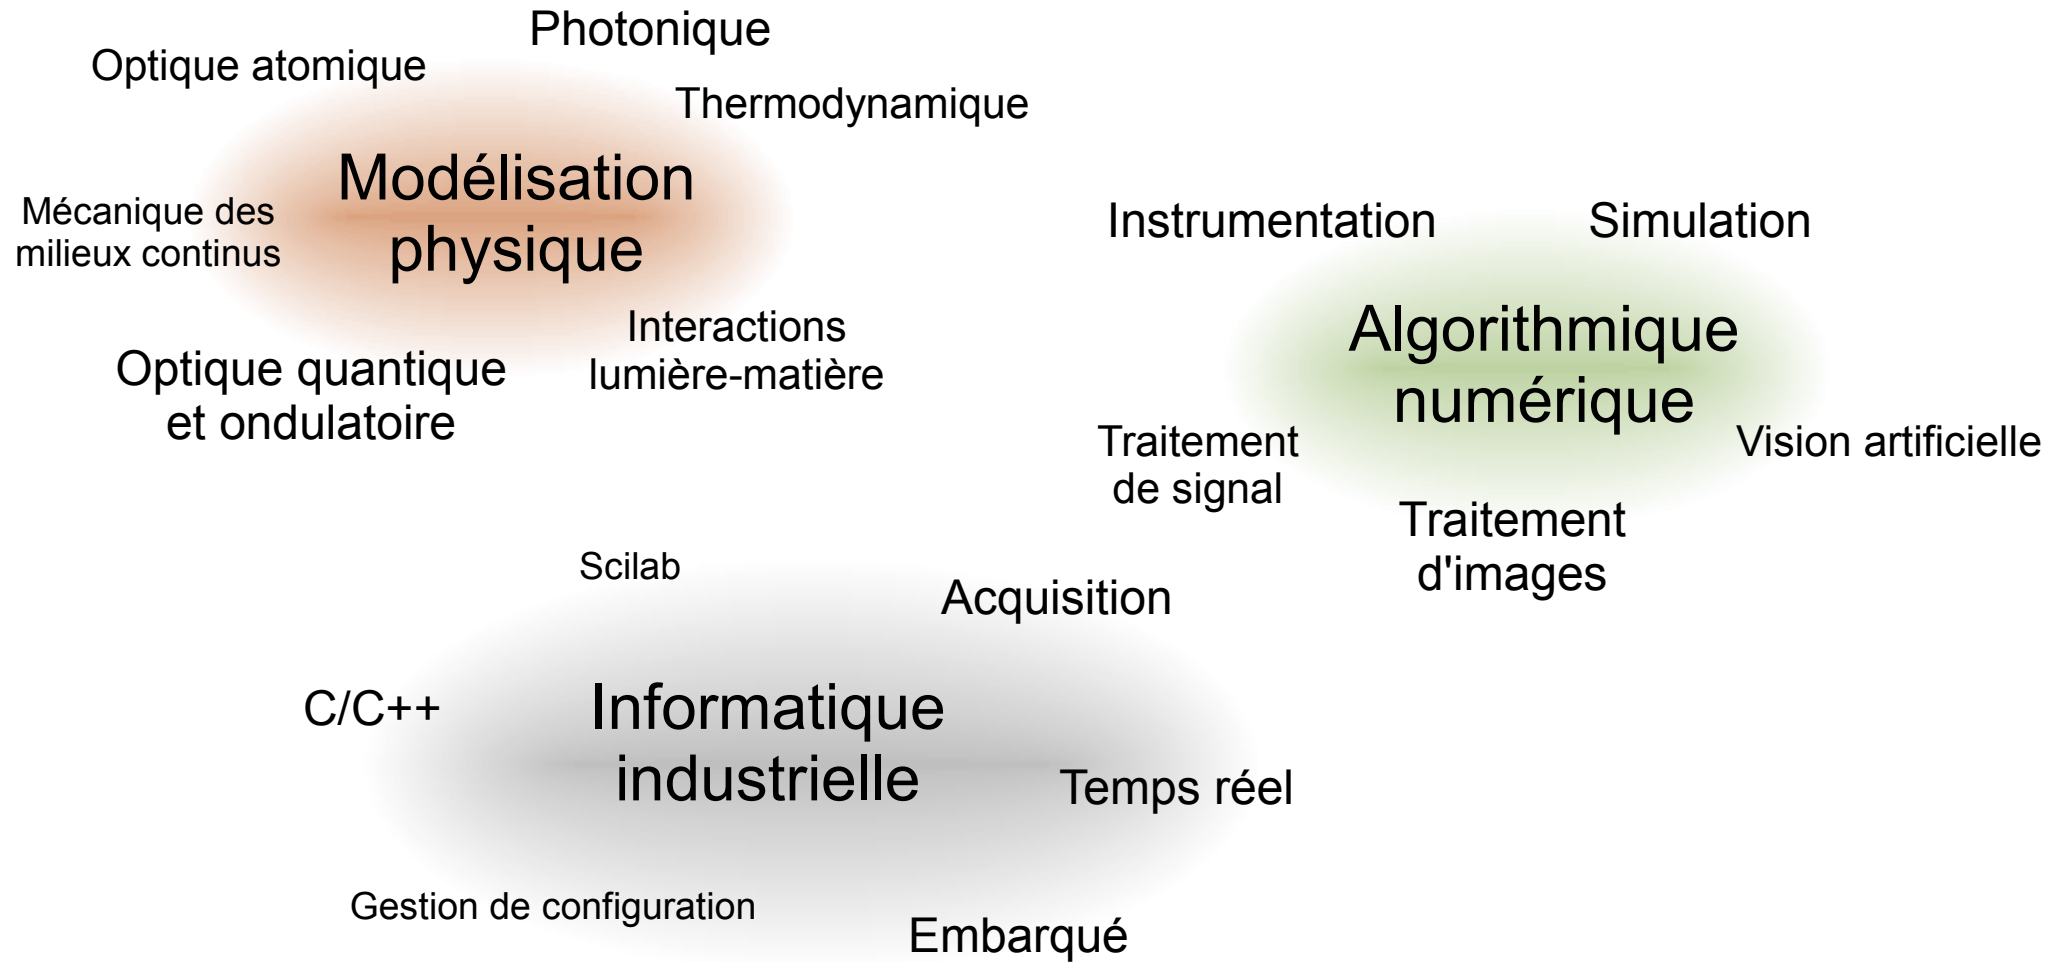 Photonique
Optique atomique
Thermodynamique
Modélisation
physique
Mécanique des
milieux continus
Interactions
lumière-matière
Optique quantique
et ondulatoire
Instrumentation
Simulation
Algorithmique
numérique
Traitement
de signal
Vision artificielle
Traitement
d'images
Scilab
Acquisition
C/C++
Informatique
industrielle
Temps réel
Gestion de configuration
Embarqué